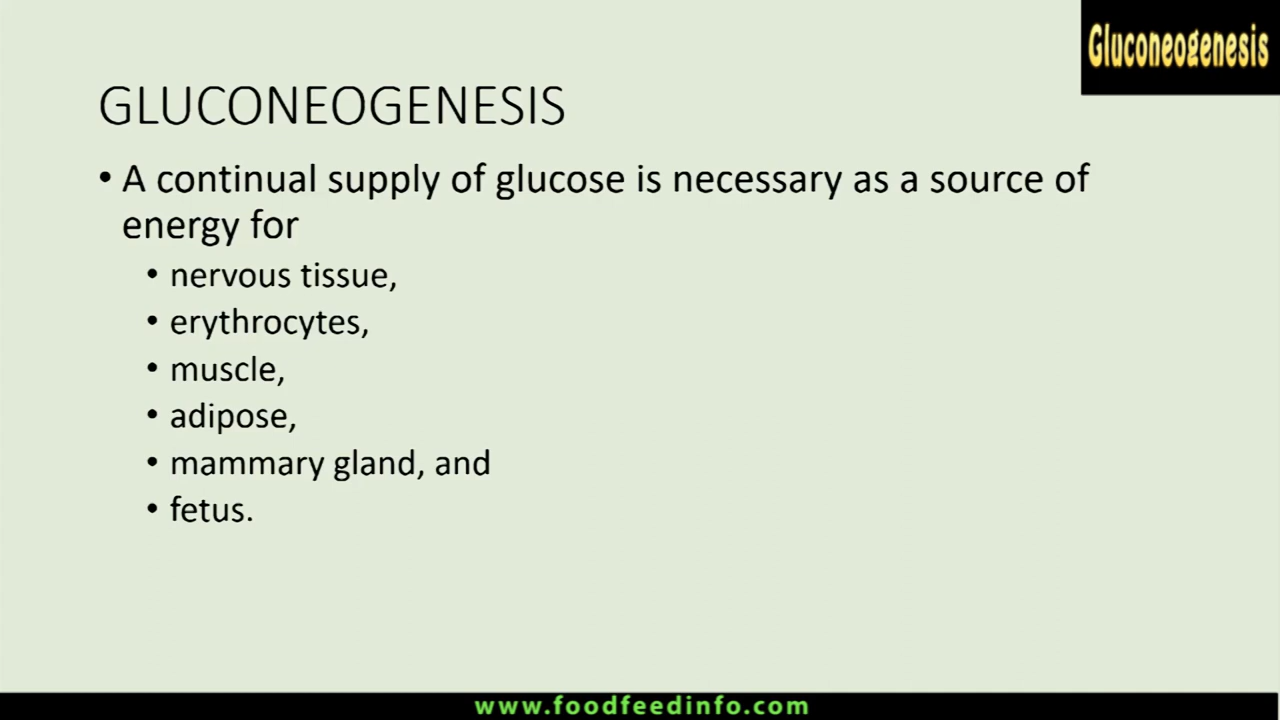 Gluconeogenesis
GLUCONEOGENESIS
• A continual supply of glucose is necessary as a source of
energy for
• nervous tissue,
• erythrocytes,
• muscle,
• adipose,
• mammary gland, and
• fetus.
www.foodfeedinfo.com